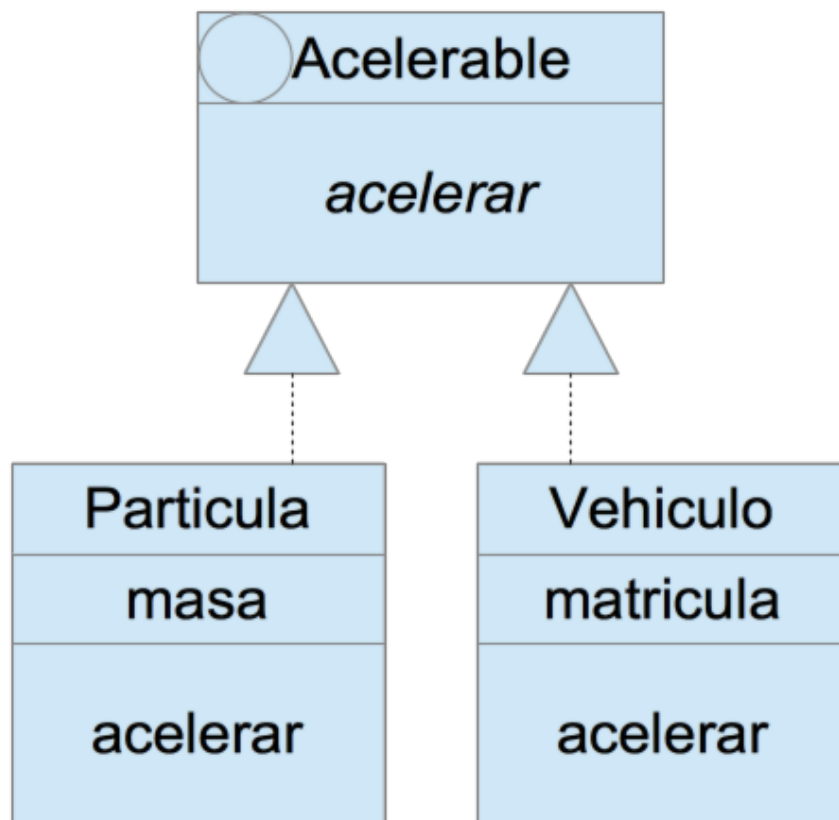 Acelerable
acelerar
Particula
masa
acelerar
Vehiculo
matricula
acelerar